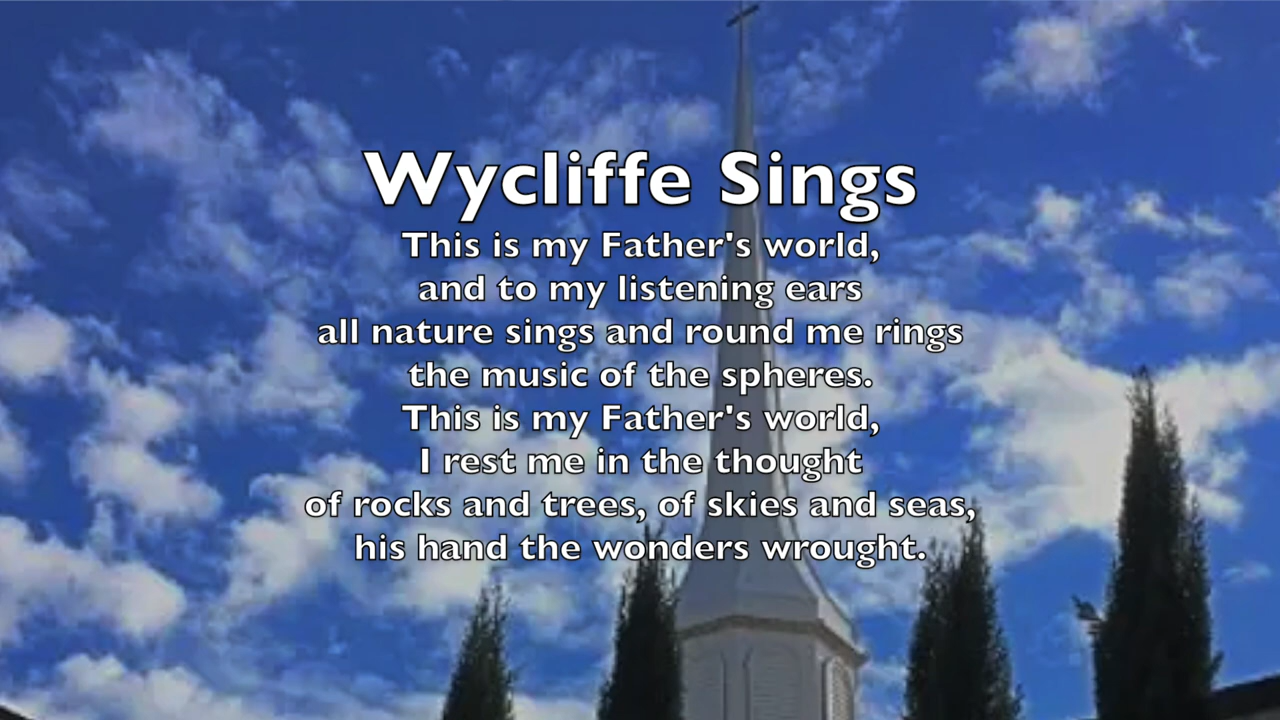 Wycliffe Sings
This is my Father's world,
and to my listening ears
all nature sings and round me rings
the music of the spheres.
This is my Father's world,
I rest me in the thought
of rocks and trees, of skies and seas,
his hand the wonders wrought.